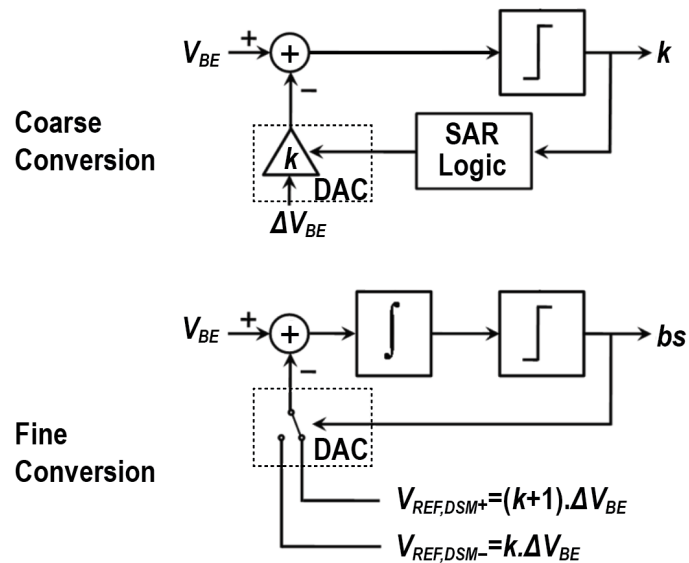 V_BE
+
+
−
k
Coarse
Conversion
k
DAC
SAR
Logic
ΔV_BE
V_BE
+
+
∫
−
bs
Fine
Conversion
DAC
V_REF,DSM+=(k+1).ΔV_BE
V_REF,DSM−=k.ΔV_BE